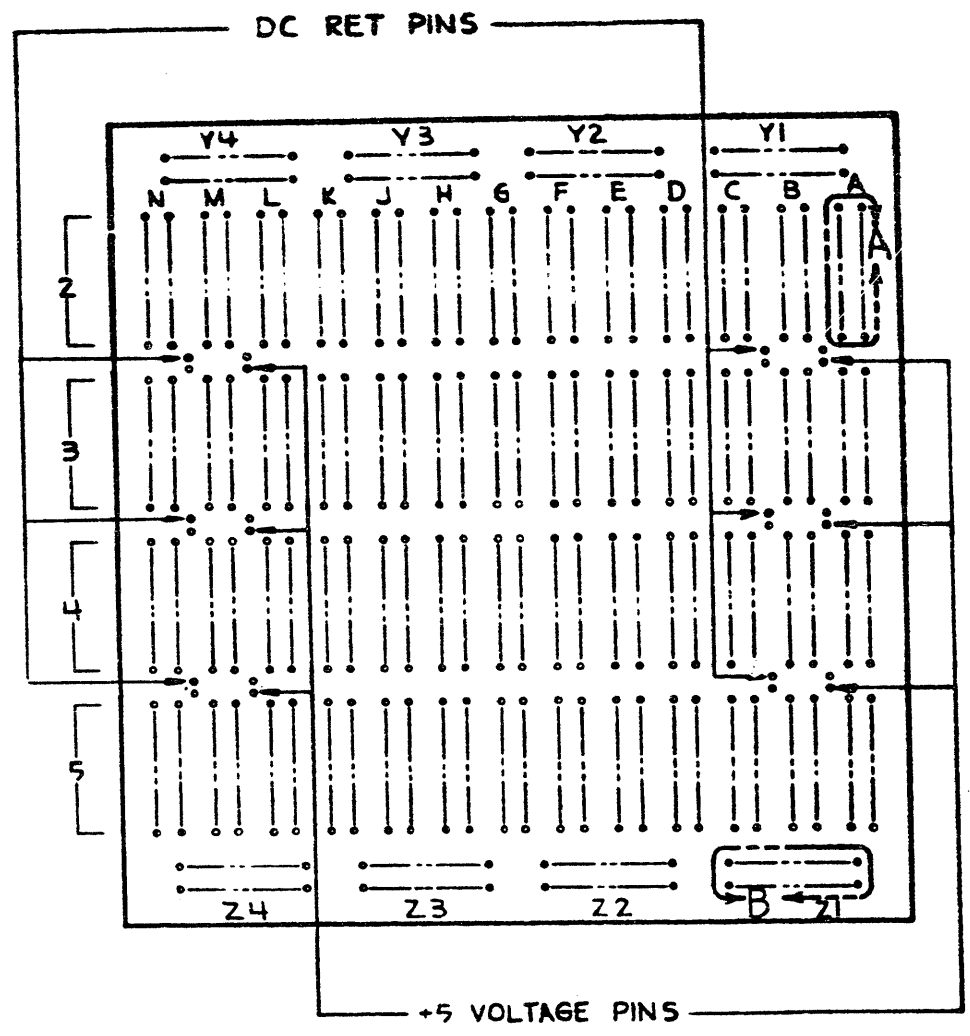 DC RET PINS
Y4 Y3 Y2 Y1
N M L K J H G F E D C B A
A
2
3
4
5
Z4 Z3 Z2 B Z1
+5 VOLTAGE PINS